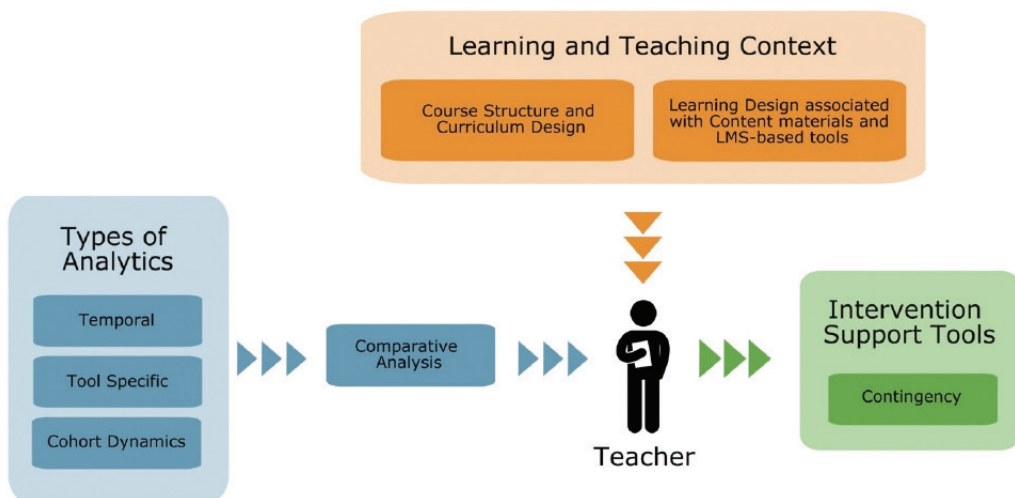 Learning and Teaching Context
Course Structure and
Curriculum Design
Learning Design associated
with Content materials and
LMS-based tools
Types of
Analytics
Temporal
Tool Specific
Cohort Dynamics
Comparative
Analysis
Teacher
Intervention
Support Tools
Contingency